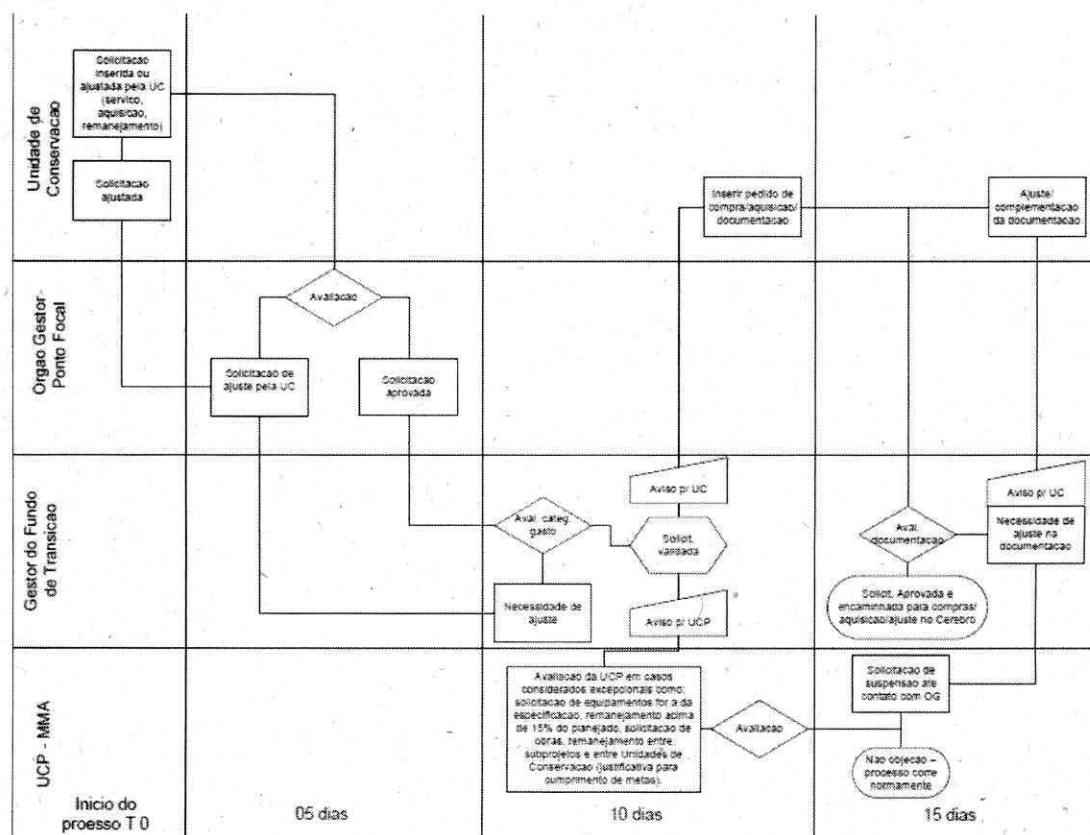 Unidade de
Conservacao
Solicitacao
inserida ou
ajustada pela UC
(servico,
aquisicao,
remanejamento)
Solicitacao
ajustada
Inserir pedido de
compra/aquisicao/
documentacao
Ajuste/
complementacao
da documentacao
Orgao Gestor-
Ponto Focal
Avaliacao
Solicitacao de
ajuste pela UC
Solicitacao
aprovada
Gestor do Fundo
de Transicao
Aval. categ.
gasto
Necessidade de
ajuste
Aviso p/ UC
Solicit.
validada
Aviso p/ UCP
Aval.
documentacao
Aviso p/ UC
Necessidade de
ajuste na
documentacao
Solicit. Aprovada e
encaminhada para compras/
aquisicao/ajuste no Cerebro
UCP - MMA
Avaliacao da UCP em casos
considerados excepcionais como:
solicitacao de equipamentos for a da
especificacao, remanejamento acima
de 15% do planejado, solicitacao de
obras, remanejamento entre
subprojetos e entre Unidades de
Conservacao (justificativa para
cumprimento de metas).
Avaliacao
Solicitacao de
suspensao ate
contato com OG
Nao objecao –
processo corre
normalmente
Inicio do
proesso T 0
05 dias
10 dias
15 dias